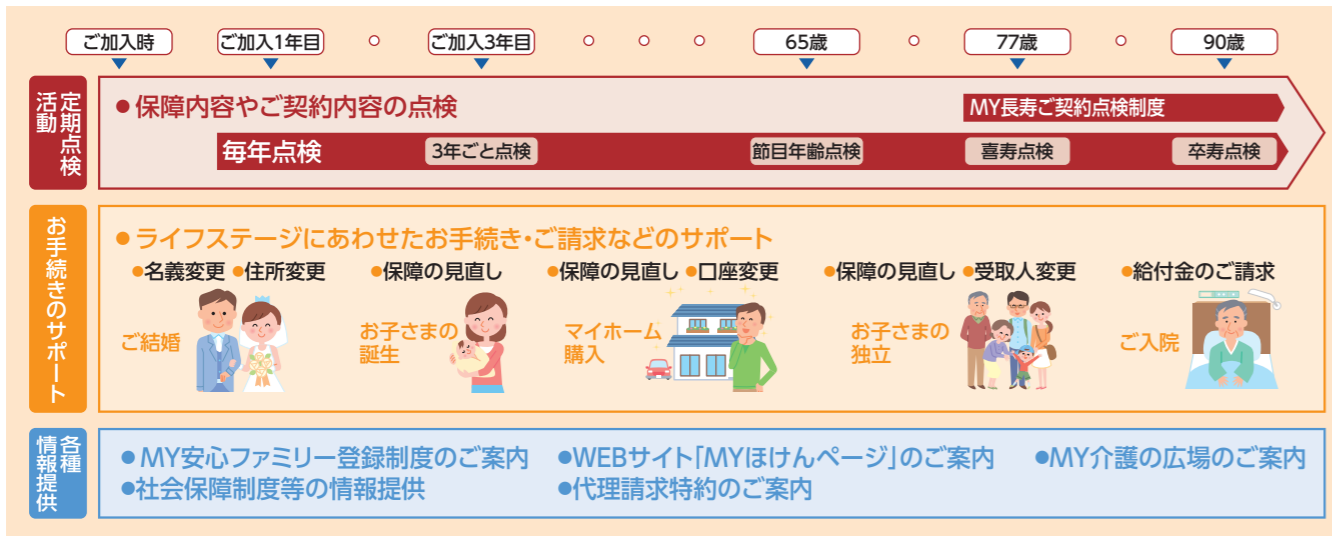 ご加入時 ご加入1年目 ご加入3年目 65歳 77歳 90歳
定期点検
活動
●保障内容やご契約内容の点検
MY長寿ご契約点検制度
毎年点検 3年ごと点検 節目年齢点検 喜寿点検 卒寿点検
お手続きのサポート
●ライフステージにあわせたお手続き・ご請求などのサポート
●名義変更 ●住所変更 ●保障の見直し ●保障の見直し ●口座変更 ●保障の見直し ●受取人変更 ●給付金のご請求
ご結婚
お子さまの
誕生
マイホーム
購入
お子さまの
独立
ご入院
各種
情報提供
●MY安心ファミリー登録制度のご案内 ●WEBサイト「MYほけんページ」のご案内 ●MY介護の広場のご案内
●社会保障制度等の情報提供 ●代理請求特約のご案内